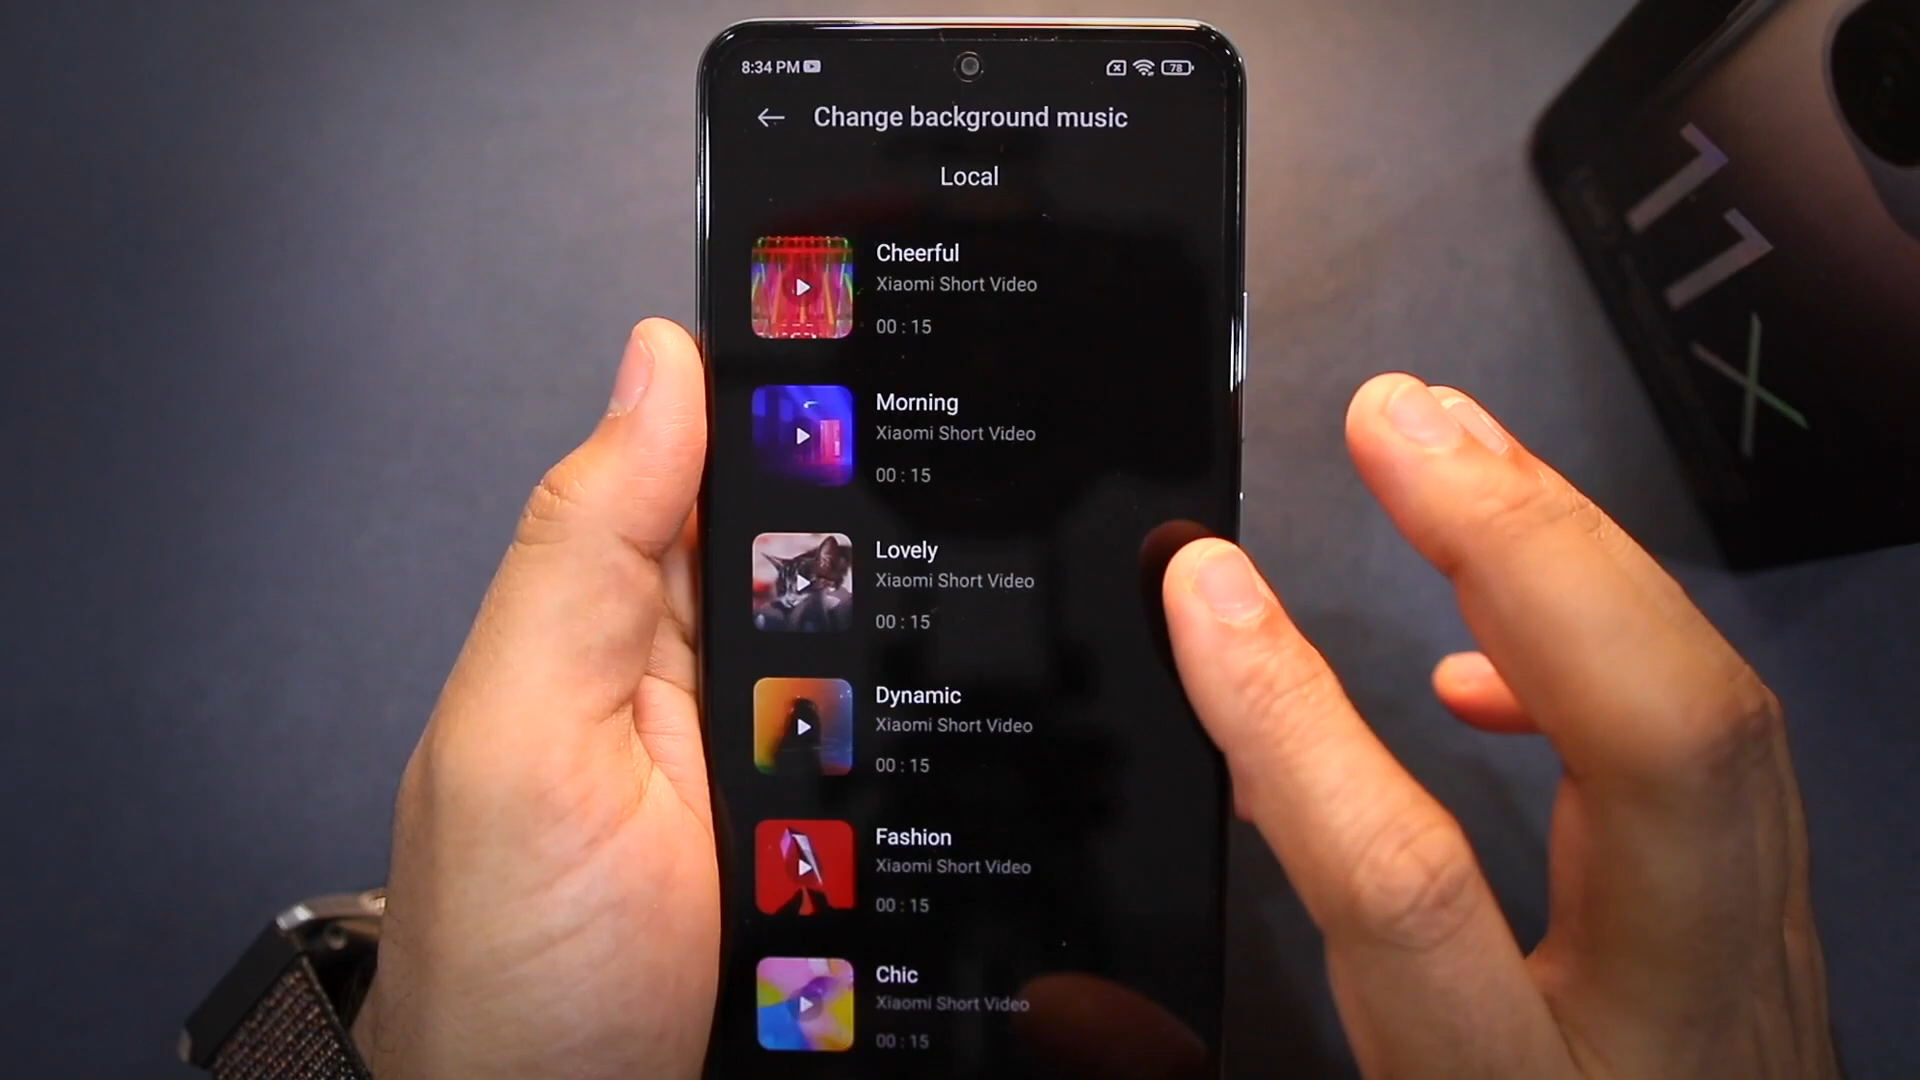 8:34 PM
78
Change background music
Local
Cheerful
Xiaomi Short Video
00 : 15
Morning
Xiaomi Short Video
00 : 15
Lovely
Xiaomi Short Video
00 : 15
Dynamic
Xiaomi Short Video
00 : 15
Fashion
Xiaomi Short Video
00 : 15
Chic
Xiaomi Short Video
00 : 15
11X